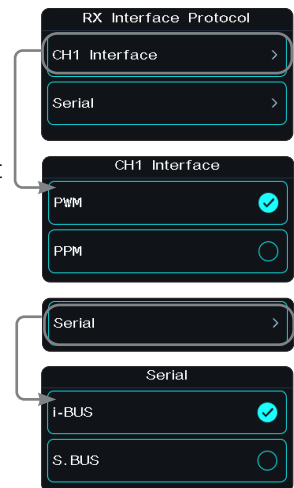 RX Interface Protocol
CH1 Interface
Serial
CH1 Interface
PWM
PPM
Serial
Serial
i-BUS
S.BUS